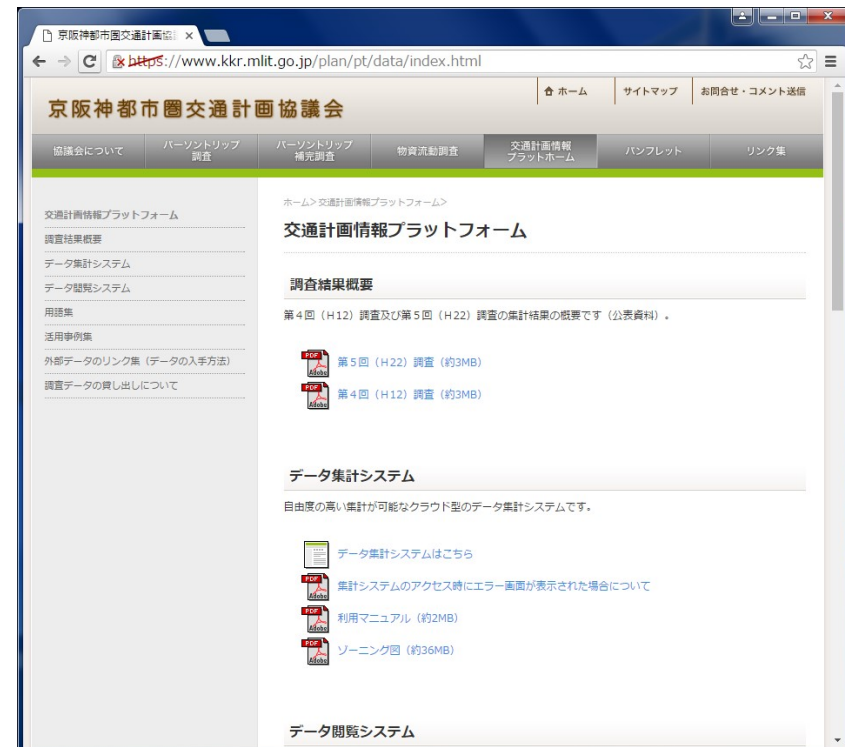 京阪神都市圏交通計画協
https://www.kkr.mlit.go.jp/plan/pt/data/index.html
ホーム サイトマップ お問合せ・コメント送信
京阪神都市圏交通計画協議会
協議会について パーソントリップ調査 パーソントリップ補完調査 物資流動調査 交通計画情報プラットホーム パンフレット リンク集
交通計画情報プラットフォーム
調査結果概要
データ集計システム
データ閲覧システム
用語集
活用事例集
外部データのリンク集(データの入手方法)
調査データの貸し出しについて
ホーム>交通計画情報プラットフォーム>
交通計画情報プラットフォーム
調査結果概要
第4回(H12)調査及び第5回(H22)調査の集計結果の概要です(公表資料)。
PDF Adobe 第5回(H22)調査(約3MB)
PDF Adobe 第4回(H12)調査(約3MB)
データ集計システム
自由度の高い集計が可能なクラウド型のデータ集計システムです。
データ集計システムはこちら
PDF Adobe 集計システムのアクセス時にエラー画面が表示された場合について
PDF Adobe 利用マニュアル(約2MB)
PDF Adobe ゾーニング図(約36MB)
データ閲覧システム